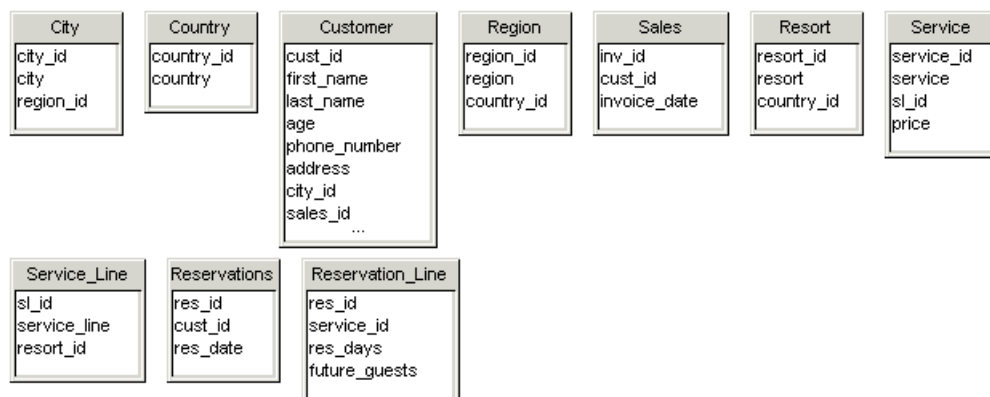 City
city_id
city
region_id
Country
country_id
country
Customer
cust_id
first_name
last_name
age
phone_number
address
city_id
sales_id
...
Region
region_id
region
country_id
Sales
inv_id
cust_id
invoice_date
Resort
resort_id
resort
country_id
Service
service_id
service
sl_id
price
Service_Line
sl_id
service_line
resort_id
Reservations
res_id
cust_id
res_date
Reservation_Line
res_id
service_id
res_days
future_guests